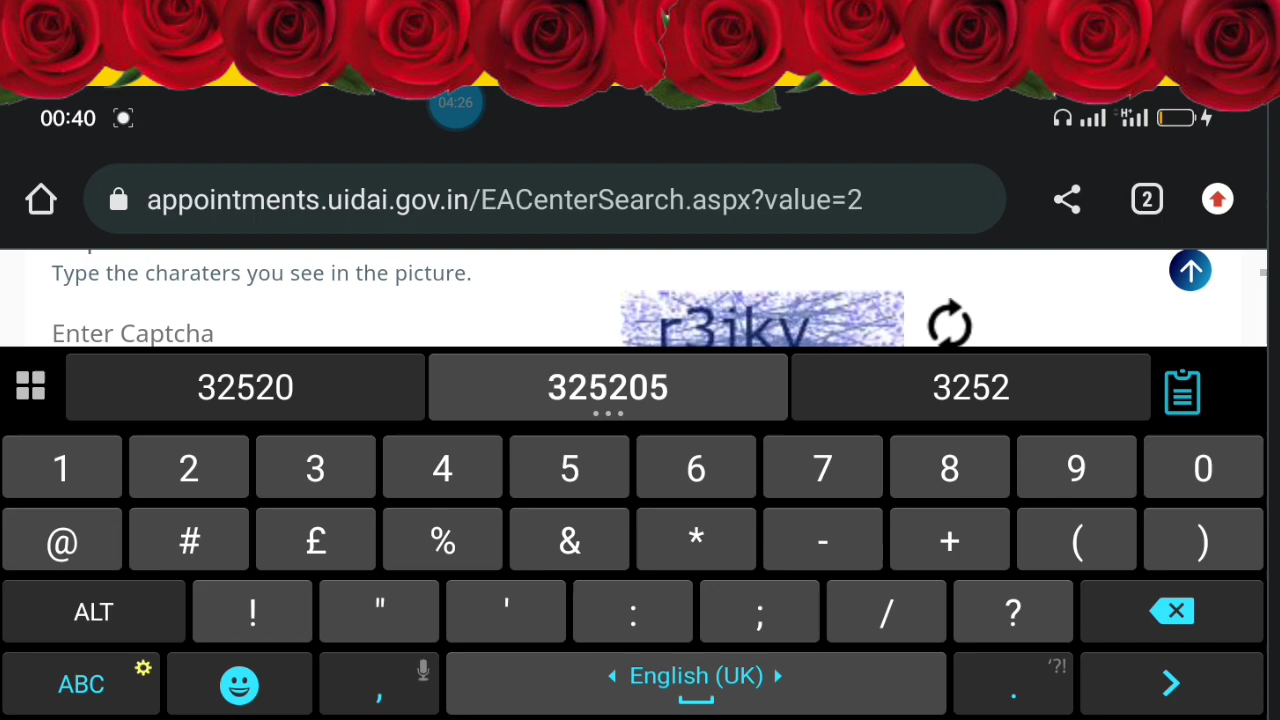 04:26
00:40
appointments.uidai.gov.in/EACenterSearch.aspx?value=2
2
Type the charaters you see in the picture.
Enter Captcha
32520 325205 3252
1 2 3 4 5 6 7 8 9 0
@ # £ % & * - + ( )
ALT ! " ' : ; / ?
ABC , English (UK) . '?!